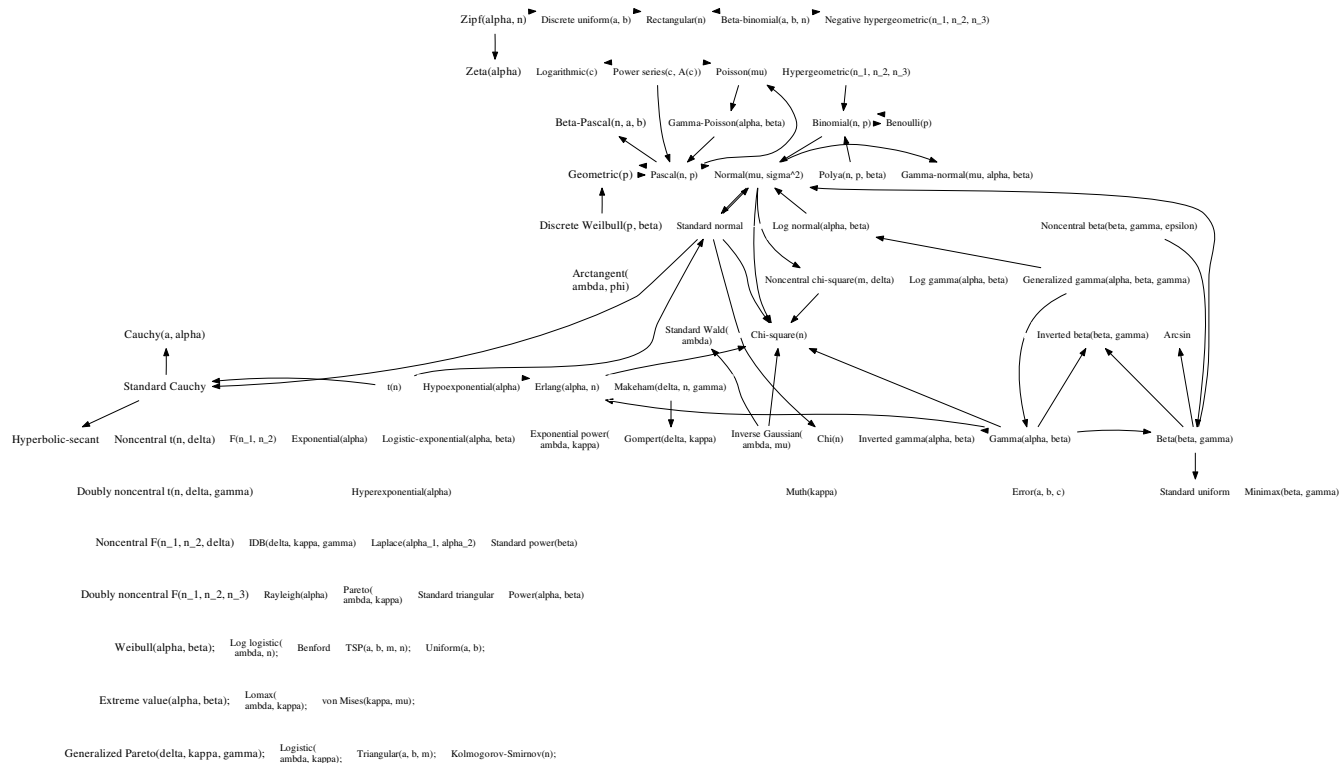 Zipf(alpha, n)
Discrete uniform(a, b)
Rectangular(n)
Beta-binomial(a, b, n)
Negative hypergeometric(n_1, n_2, n_3)
Zeta(alpha)
Logarithmic(c)
Power series(c, A(c))
Poisson(mu)
Hypergeometric(n_1, n_2, n_3)
Beta-Pascal(n, a, b)
Gamma-Poisson(alpha, beta)
Binomial(n, p)
Benoulli(p)
Geometric(p)
Pascal(n, p)
Normal(mu, sigma^2)
Polya(n, p, beta)
Gamma-normal(mu, alpha, beta)
Discrete Weilbull(p, beta)
Standard normal
Log normal(alpha, beta)
Noncentral beta(beta, gamma, epsilon)
Arctangent(
ambda, phi)
Noncentral chi-square(m, delta)
Log gamma(alpha, beta)
Generalized gamma(alpha, beta, gamma)
Cauchy(a, alpha)
Standard Wald(
ambda)
Chi-square(n)
Inverted beta(beta, gamma)
Arcsin
Standard Cauchy
t(n)
Hypoexponential(alpha)
Erlang(alpha, n)
Makeham(delta, n, gamma)
Hyperbolic-secant
Noncentral t(n, delta)
F(n_1, n_2)
Exponential(alpha)
Logistic-exponential(alpha, beta)
Exponential power(
ambda, kappa)
Gompert(delta, kappa)
Inverse Gaussian(
ambda, mu)
Chi(n)
Inverted gamma(alpha, beta)
Gamma(alpha, beta)
Beta(beta, gamma)
Doubly noncentral t(n, delta, gamma)
Hyperexponential(alpha)
Muth(kappa)
Error(a, b, c)
Standard uniform
Minimax(beta, gamma)
Noncentral F(n_1, n_2, delta)
IDB(delta, kappa, gamma)
Laplace(alpha_1, alpha_2)
Standard power(beta)
Doubly noncentral F(n_1, n_2, n_3)
Rayleigh(alpha)
Pareto(
ambda, kappa)
Standard triangular
Power(alpha, beta)
Weibull(alpha, beta);
Log logistic(
ambda, n);
Benford
TSP(a, b, m, n);
Uniform(a, b);
Extreme value(alpha, beta);
Lomax(
ambda, kappa);
von Mises(kappa, mu);
Generalized Pareto(delta, kappa, gamma);
Logistic(
ambda, kappa);
Triangular(a, b, m);
Kolmogorov-Smirnov(n);